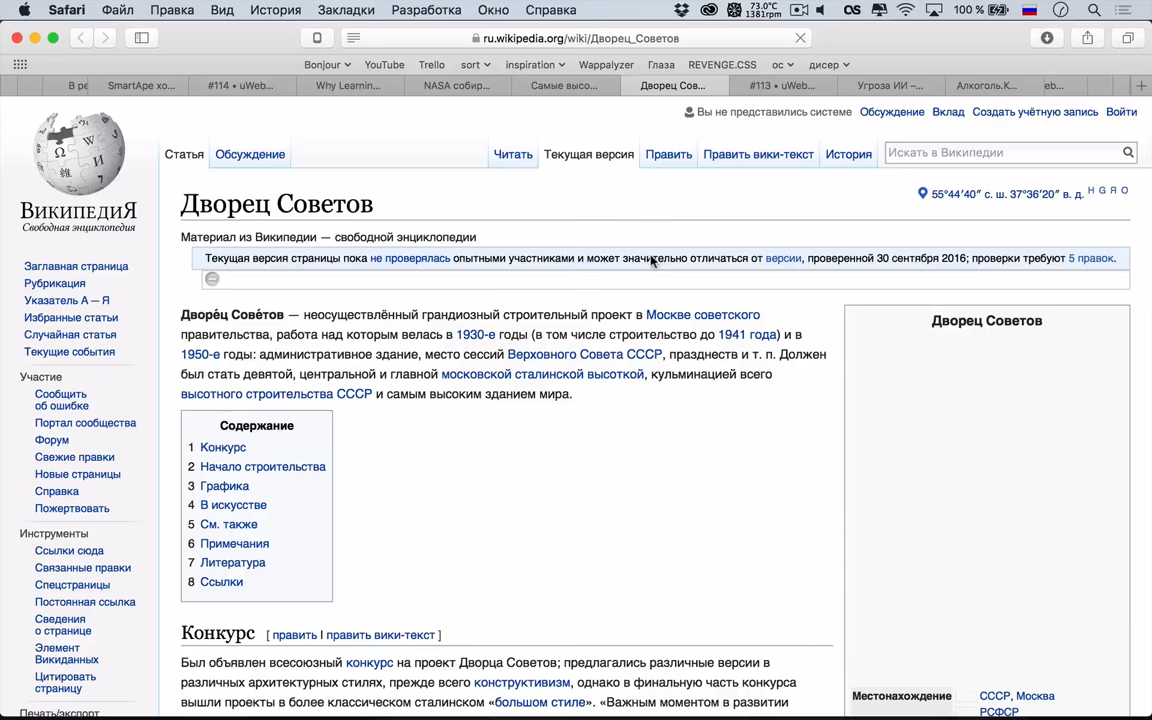 Safari Файл Правка Вид История Закладки Разработка Окно Справка 73.0°C 1381rpm 100 %
ru.wikipedia.org/wiki/Дворец_Советов
Bonjour YouTube Trello sort inspiration Wappalyzer Глаза REVENGE.CSS ос дисер
В ре SmartApe xo... #114 • uWeb... Why Learnin... NASA собир... Самые высо... Дворец Сов... #113 • uWeb... Угроза ИИ –... Алкоголь.К... eb...
Вы не представились системе Обсуждение Вклад Создать учётную запись Войти
Статья Обсуждение Читать Текущая версия Править Править вики-текст История Искать в Википедии
ВикипедиЯ
Свободная энциклопедия
Заглавная страница
Рубрикация
Указатель А — Я
Избранные статьи
Случайная статья
Текущие события
Участие
Сообщить
об ошибке
Портал сообщества
Форум
Свежие правки
Новые страницы
Справка
Пожертвовать
Инструменты
Ссылки сюда
Связанные правки
Спецстраницы
Постоянная ссылка
Сведения
о странице
Элемент
Викиданных
Цитировать
страницу
Печать/экспорт
55°44′40″ с. ш. 37°36′20″ в. д. H G Я O
Дворец Советов
Материал из Википедии — свободной энциклопедии
Текущая версия страницы пока не проверялась опытными участниками и может значительно отличаться от версии, проверенной 30 сентября 2016; проверки требуют 5 правок.
Дворе́ц Сове́тов — неосуществлённый грандиозный строительный проект в Москве советского
правительства, работа над которым велась в 1930-е годы (в том числе строительство до 1941 года) и в
1950-е годы: административное здание, место сессий Верховного Совета СССР, празднеств и т. п. Должен
был стать девятой, центральной и главной московской сталинской высоткой, кульминацией всего
высотного строительства СССР и самым высоким зданием мира.
Содержание
1 Конкурс
2 Начало строительства
3 Графика
4 В искусстве
5 См. также
6 Примечания
7 Литература
8 Ссылки
Конкурс [ править | править вики-текст ]
Был объявлен всесоюзный конкурс на проект Дворца Советов; предлагались различные версии в
различных архитектурных стилях, прежде всего конструктивизм, однако в финальную часть конкурса
вышли проекты в более классическом сталинском «большом стиле». «Важным моментом в развитии
Дворец Советов
Местонахождение СССР, Москва
РСФСР